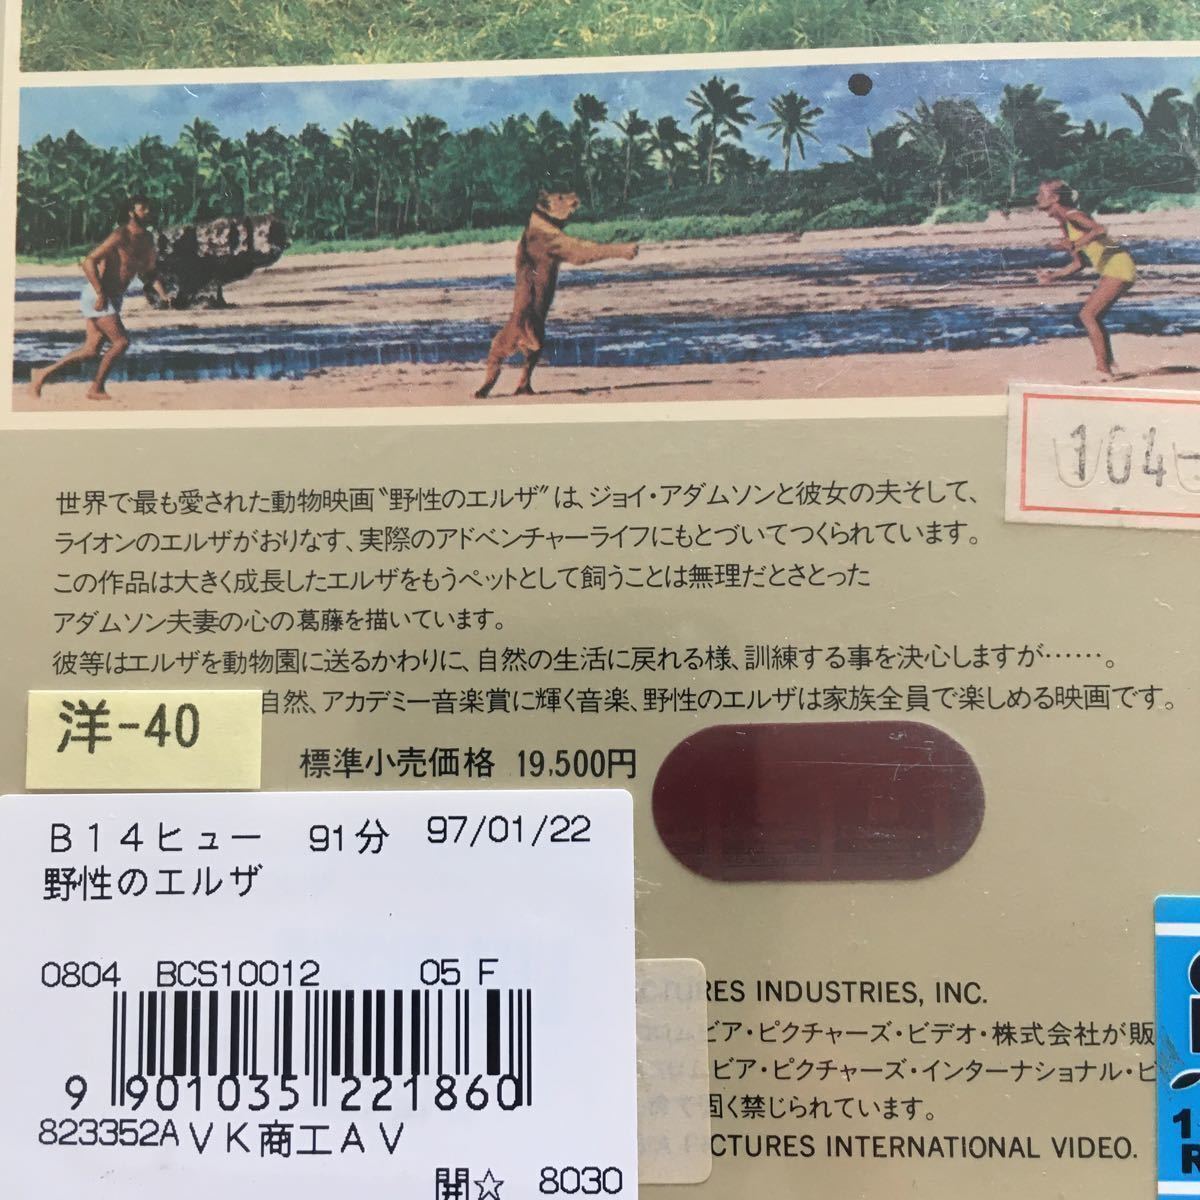 104-
世界で最も愛された動物映画〝野性のエルザ〟は、ジョイ・アダムソンと彼女の夫そして、
ライオンのエルザがおりなす、実際のアドベンチャーライフにもとづいてつくられています。
この作品は大きく成長したエルザをもうペットとして飼うことは無理だとさとった
アダムソン夫妻の心の葛藤を描いています。
彼等はエルザを動物園に送るかわりに、自然の生活に戻れる様、訓練する事を決心しますが……。
自然、アカデミー音楽賞に輝く音楽、野性のエルザは家族全員で楽しめる映画です。
洋-40
標準小売価格 19,500円
B14ヒュー 91分 97/01/22
野性のエルザ
0804 BCS10012 05 F
9 901035 221860
823352A VK商工AV
開☆ 8030
RES INDUSTRIES, INC.
ビア・ピクチャーズ・ビデオ・株式会社が販
ビア・ピクチャーズ・インターナショナル・ビ
固く禁じられています。
ICTURES INTERNATIONAL VIDEO.